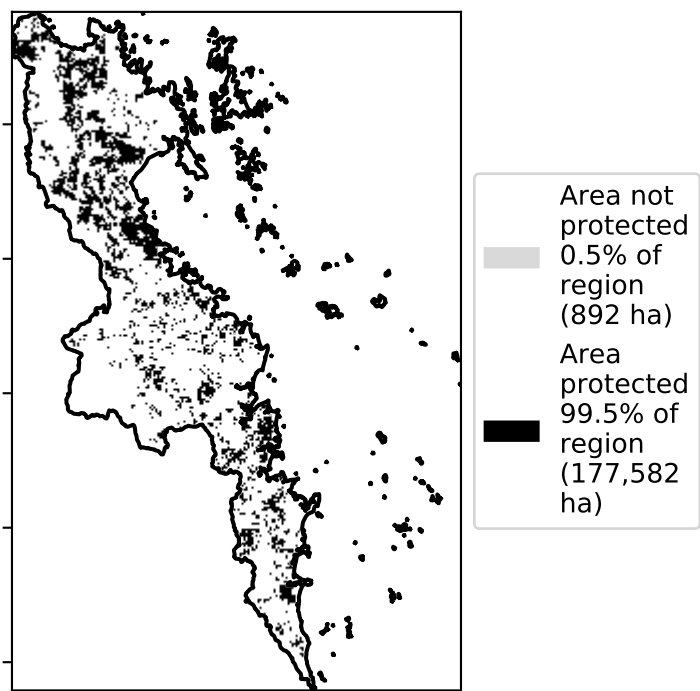 Area not
protected
0.5% of
region
(892 ha)
Area
protected
99.5% of
region
(177,582
ha)